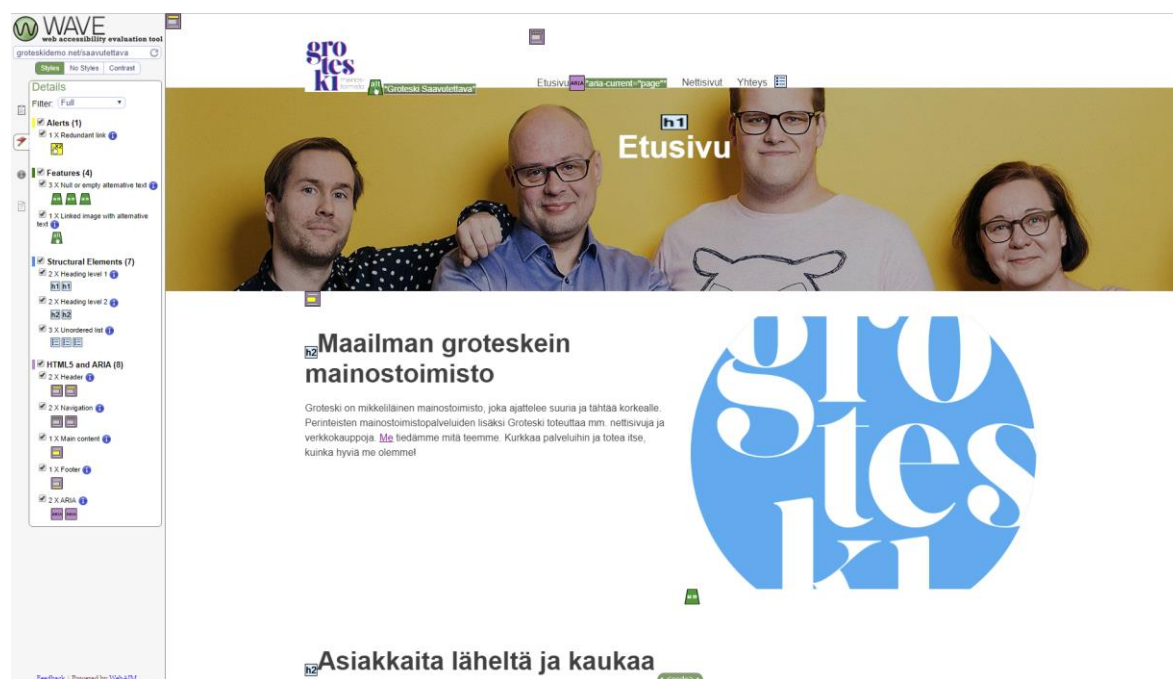 WAVE
web accessibility evaluation tool
groteskidemo.net/saavutettava
Styles No Styles Contrast
Details
Filter: Full
Alerts (1)
1 X Redundant link
Features (4)
3 X Null or empty alternative text
1 X Linked image with alternative
text
Structural Elements (7)
2 X Heading level 1
h1 h1
2 X Heading level 2
h2 h2
3 X Unordered list
HTML5 and ARIA (8)
2 X Header
2 X Navigation
1 X Main content
1 X Footer
2 X ARIA
ARIA ARIA
Feedback | Powered by WebAIM
gro
tes
ki
mainos
toimisto
*"Groteski Saavutettava"
Etusivu ARIA *aria-current="page"* Nettisivut Yhteys
h1
Etusivu
h2 Maailman groteskein
mainostoimisto
Groteski on mikkeliläinen mainostoimisto, joka ajattelee suuria ja tähtää korkealle.
Perinteisten mainostoimistopalveluiden lisäksi Groteski toteuttaa mm. nettisivuja ja
verkkokauppoja. Me tiedämme mitä teemme. Kurkkaa palveluihin ja totea itse,
kuinka hyviä me olemme!
gro
tes
ki
h2 Asiakkaita läheltä ja kaukaa